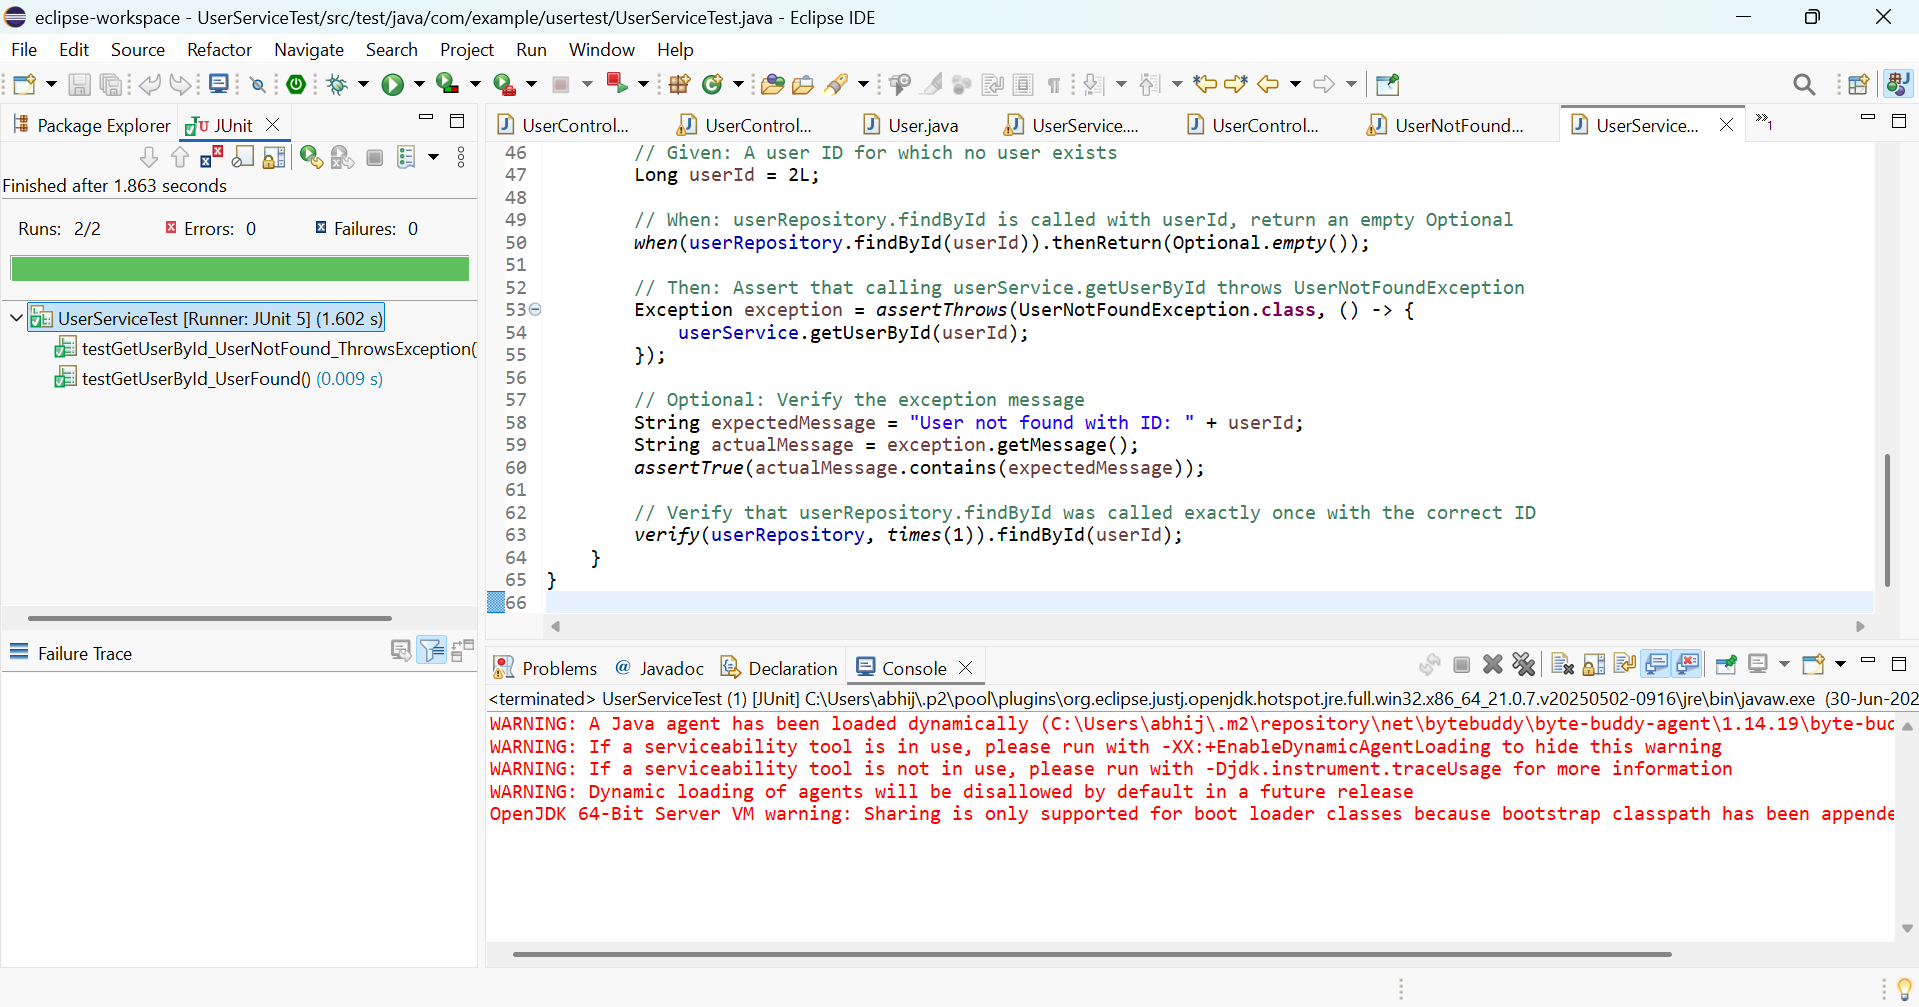 eclipse-workspace - UserServiceTest/src/test/java/com/example/usertest/UserServiceTest.java - Eclipse IDE
File Edit Source Refactor Navigate Search Project Run Window Help
Package Explorer JUnit
Finished after 1.863 seconds
Runs: 2/2 Errors: 0 Failures: 0
UserServiceTest [Runner: JUnit 5] (1.602 s)
testGetUserById_UserNotFound_ThrowsException(
testGetUserById_UserFound() (0.009 s)
Failure Trace
UserControl... UserControl... User.java UserService.... UserControl... UserNotFound... UserService... »1
46 // Given: A user ID for which no user exists
47 Long userId = 2L;
48
49 // When: userRepository.findById is called with userId, return an empty Optional
50 when(userRepository.findById(userId)).thenReturn(Optional.empty());
51
52 // Then: Assert that calling userService.getUserById throws UserNotFoundException
53 Exception exception = assertThrows(UserNotFoundException.class, () -> {
54 userService.getUserById(userId);
55 });
56
57 // Optional: Verify the exception message
58 String expectedMessage = "User not found with ID: " + userId;
59 String actualMessage = exception.getMessage();
60 assertTrue(actualMessage.contains(expectedMessage));
61
62 // Verify that userRepository.findById was called exactly once with the correct ID
63 verify(userRepository, times(1)).findById(userId);
64 }
65 }
66
Problems Javadoc Declaration Console
<terminated> UserServiceTest (1) [JUnit] C:\Users\abhij\.p2\pool\plugins\org.eclipse.justj.openjdk.hotspot.jre.full.win32.x86_64_21.0.7.v20250502-0916\jre\bin\javaw.exe (30-Jun-202
WARNING: A Java agent has been loaded dynamically (C:\Users\abhij\.m2\repository\net\bytebuddy\byte-buddy-agent\1.14.19\byte-bud
WARNING: If a serviceability tool is in use, please run with -XX:+EnableDynamicAgentLoading to hide this warning
WARNING: If a serviceability tool is not in use, please run with -Djdk.instrument.traceUsage for more information
WARNING: Dynamic loading of agents will be disallowed by default in a future release
OpenJDK 64-Bit Server VM warning: Sharing is only supported for boot loader classes because bootstrap classpath has been appende